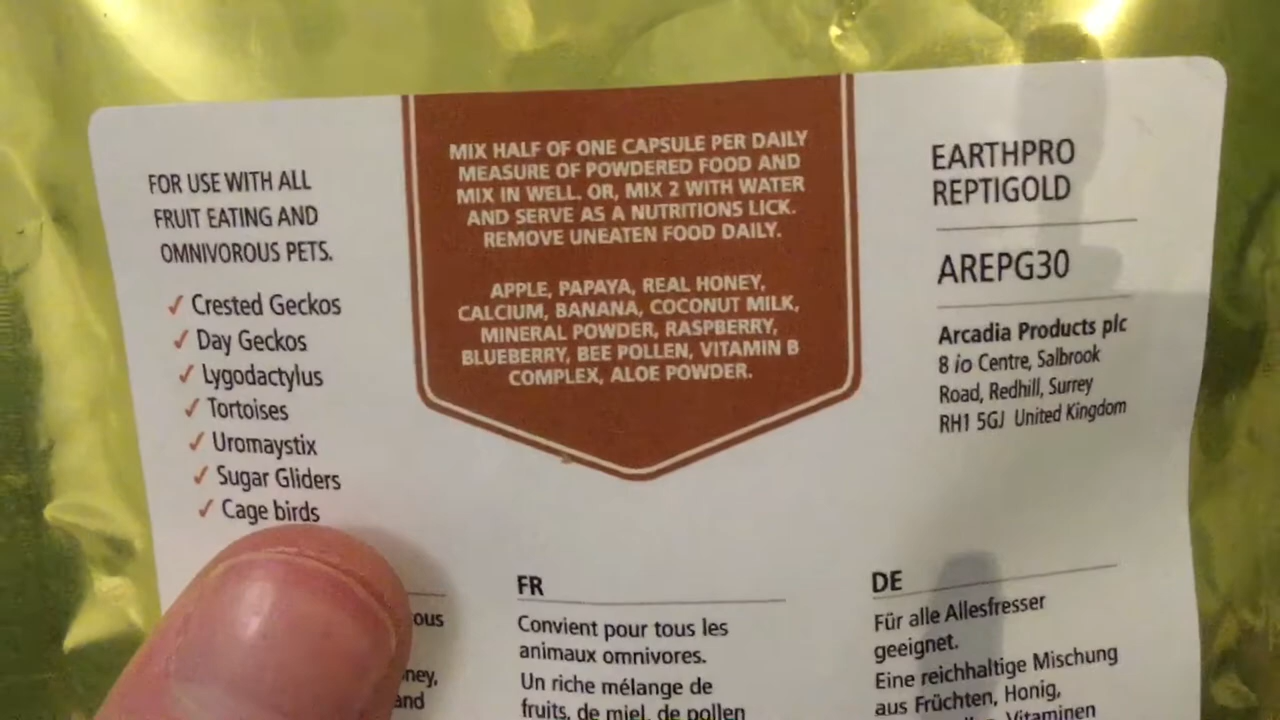 FOR USE WITH ALL
FRUIT EATING AND
OMNIVOROUS PETS.
✓ Crested Geckos
✓ Day Geckos
✓ Lygodactylus
✓ Tortoises
✓ Uromaystix
✓ Sugar Gliders
✓ Cage birds
MIX HALF OF ONE CAPSULE PER DAILY
MEASURE OF POWDERED FOOD AND
MIX IN WELL. OR, MIX 2 WITH WATER
AND SERVE AS A NUTRITIONS LICK.
REMOVE UNEATEN FOOD DAILY.
APPLE, PAPAYA, REAL HONEY,
CALCIUM, BANANA, COCONUT MILK,
MINERAL POWDER, RASPBERRY,
BLUEBERRY, BEE POLLEN, VITAMIN B
COMPLEX, ALOE POWDER.
EARTHPRO
REPTIGOLD
AREPG30
Arcadia Products plc
8 io Centre, Salbrook
Road, Redhill, Surrey
RH1 5GJ United Kingdom
and
FR
Convient pour tous les
animaux omnivores.
Un riche mélange de
fruits, de miel, de pollen
DE
Für alle Allesfresser
geeignet.
Eine reichhaltige Mischung
aus Früchten, Honig,
Vitaminen